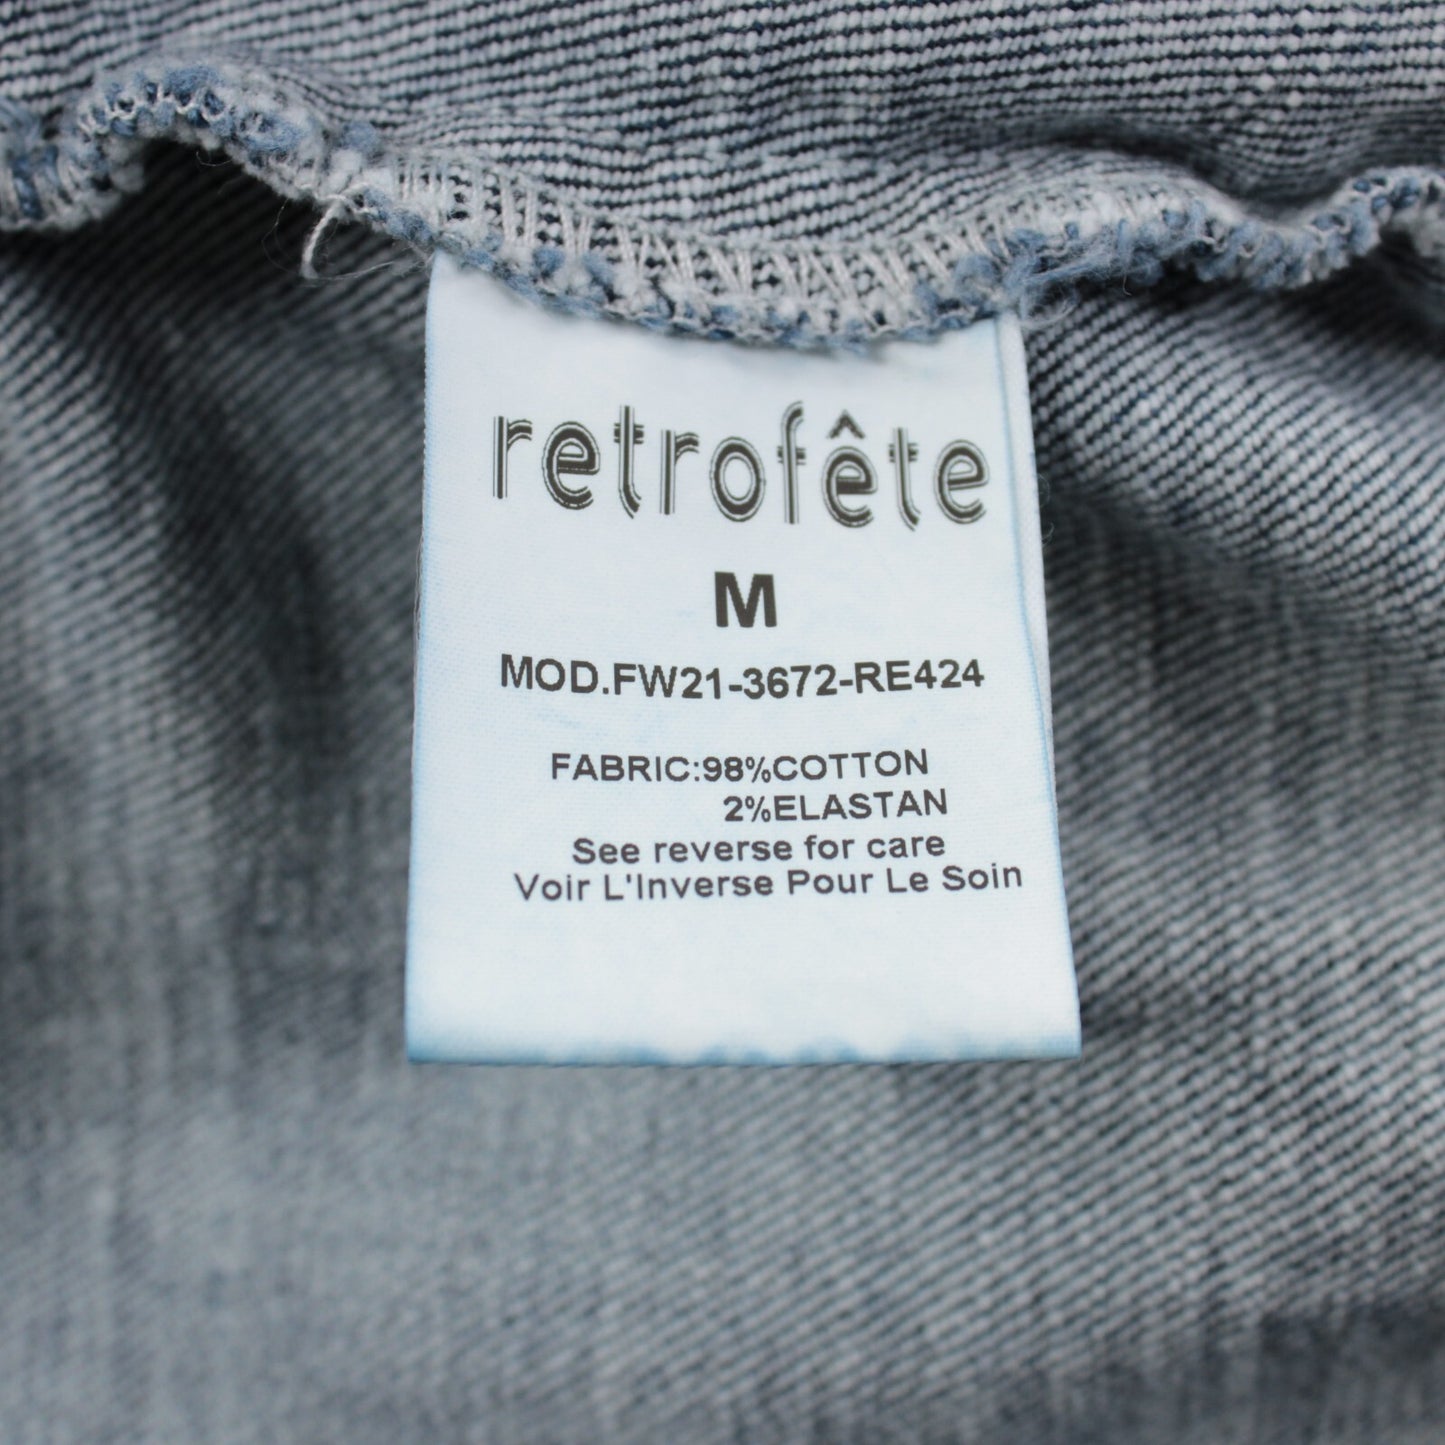 retrofête
M
MOD.FW21-3672-RE424
FABRIC:98%COTTON
2%ELASTAN
See reverse for care
Voir L'Inverse Pour Le Soin